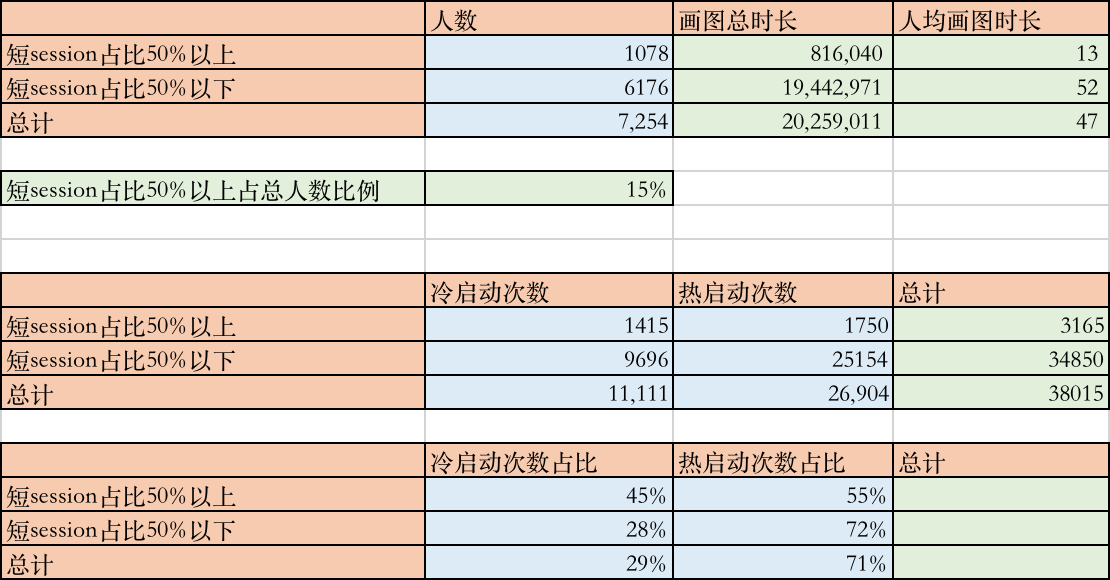 人数 画图总时长 人均画图时长
短session占比50%以上 1078 816,040 13
短session占比50%以下 6176 19,442,971 52
总计 7,254 20,259,011 47
短session占比50%以上占总人数比例 15%
冷启动次数 热启动次数 总计
短session占比50%以上 1415 1750 3165
短session占比50%以下 9696 25154 34850
总计 11,111 26,904 38015
冷启动次数占比 热启动次数占比 总计
短session占比50%以上 45% 55%
短session占比50%以下 28% 72%
总计 29% 71%